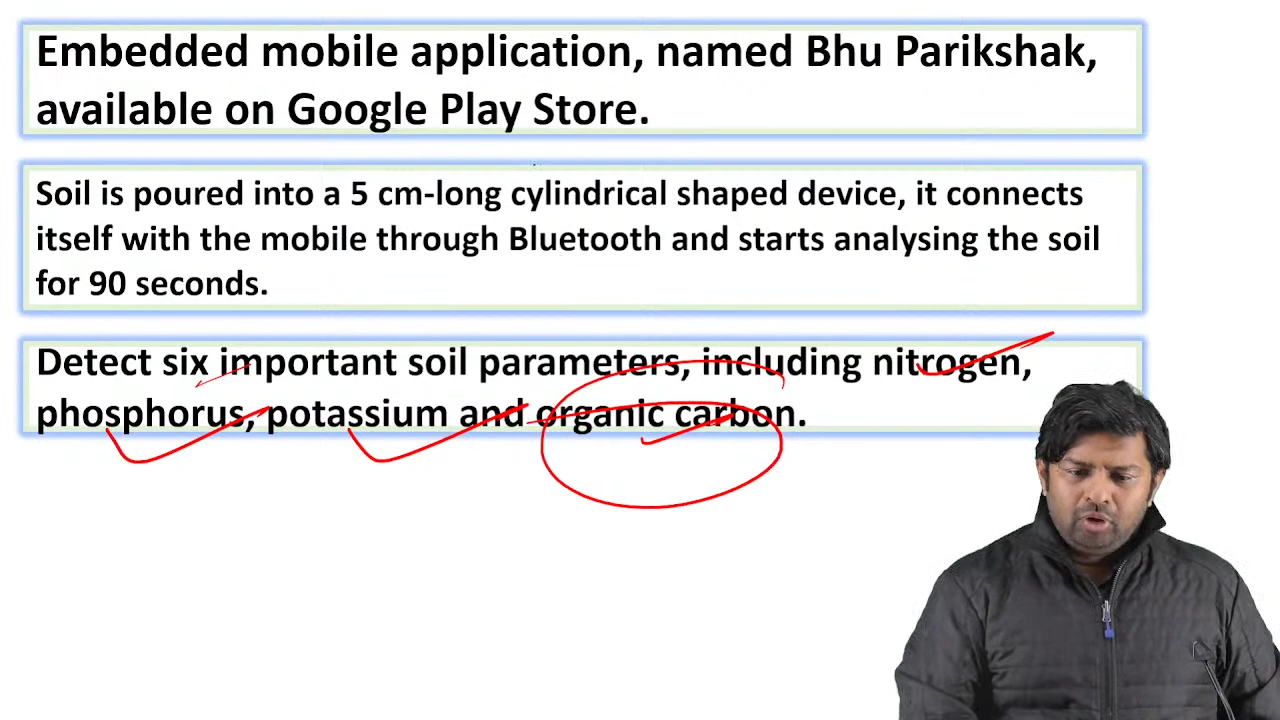 Embedded mobile application, named Bhu Parikshak,
available on Google Play Store.
Soil is poured into a 5 cm-long cylindrical shaped device, it connects
itself with the mobile through Bluetooth and starts analysing the soil
for 90 seconds.
Detect six important soil parameters, including nitrogen,
phosphorus, potassium and organic carbon.